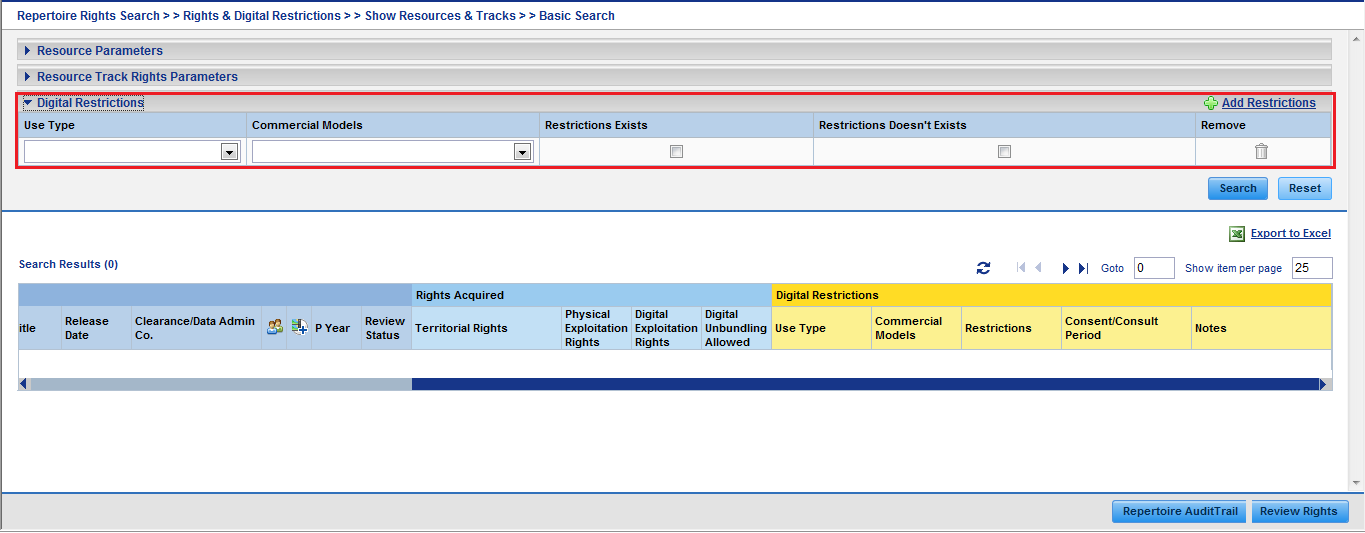 Repertoire Rights Search > > Rights & Digital Restrictions > > Show Resources & Tracks > > Basic Search
Resource Parameters
Resource Track Rights Parameters
Digital Restrictions Add Restrictions
Use Type Commercial Models Restrictions Exists Restrictions Doesn't Exists Remove
Search Reset
Export to Excel
Search Results (0) Goto 0 Show item per page 25
Rights Acquired Digital Restrictions
itle Release Date Clearance/Data Admin Co. P Year Review Status Territorial Rights Physical Exploitation Rights Digital Exploitation Rights Digital Unbundling Allowed Use Type Commercial Models Restrictions Consent/Consult Period Notes
Repertoire AuditTrail Review Rights